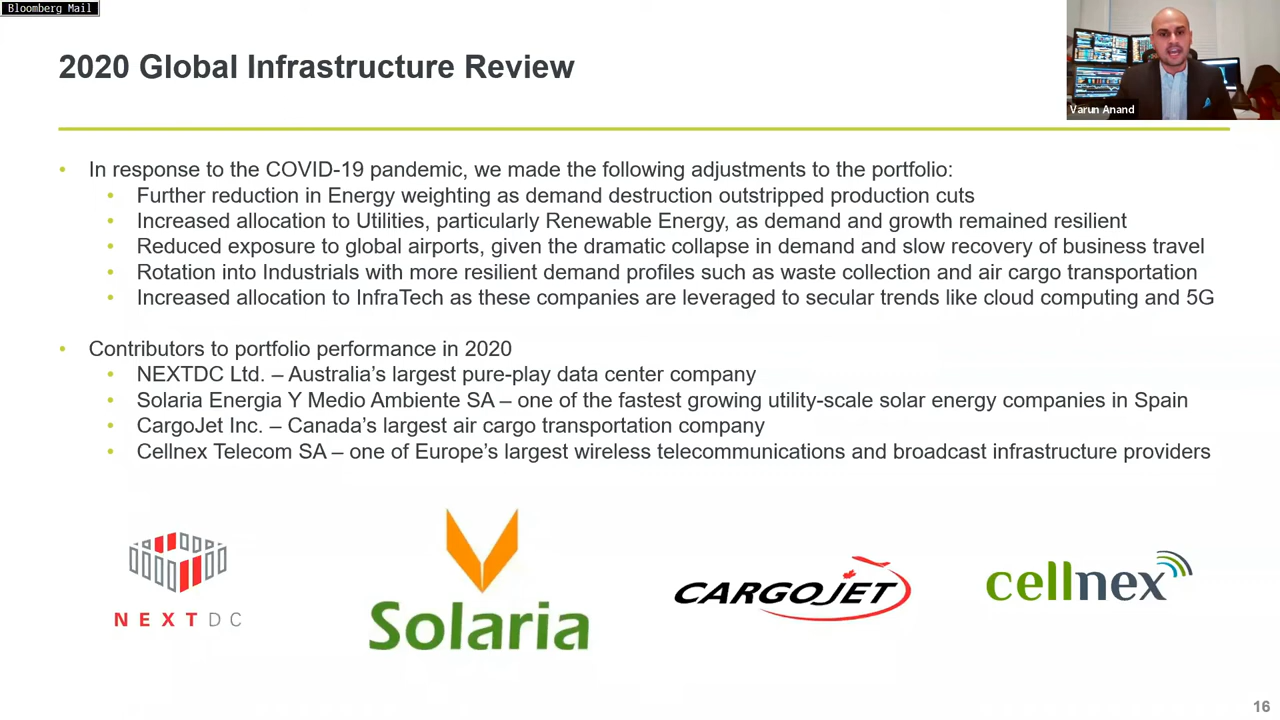 Bloomberg Mail
2020 Global Infrastructure Review
Varun Anand
• In response to the COVID-19 pandemic, we made the following adjustments to the portfolio:
• Further reduction in Energy weighting as demand destruction outstripped production cuts
• Increased allocation to Utilities, particularly Renewable Energy, as demand and growth remained resilient
• Reduced exposure to global airports, given the dramatic collapse in demand and slow recovery of business travel
• Rotation into Industrials with more resilient demand profiles such as waste collection and air cargo transportation
• Increased allocation to InfraTech as these companies are leveraged to secular trends like cloud computing and 5G
• Contributors to portfolio performance in 2020
• NEXTDC Ltd. – Australia’s largest pure-play data center company
• Solaria Energia Y Medio Ambiente SA – one of the fastest growing utility-scale solar energy companies in Spain
• CargoJet Inc. – Canada’s largest air cargo transportation company
• Cellnex Telecom SA – one of Europe’s largest wireless telecommunications and broadcast infrastructure providers
NEXTDC
Solaria
CARGOJET
cellnex
16